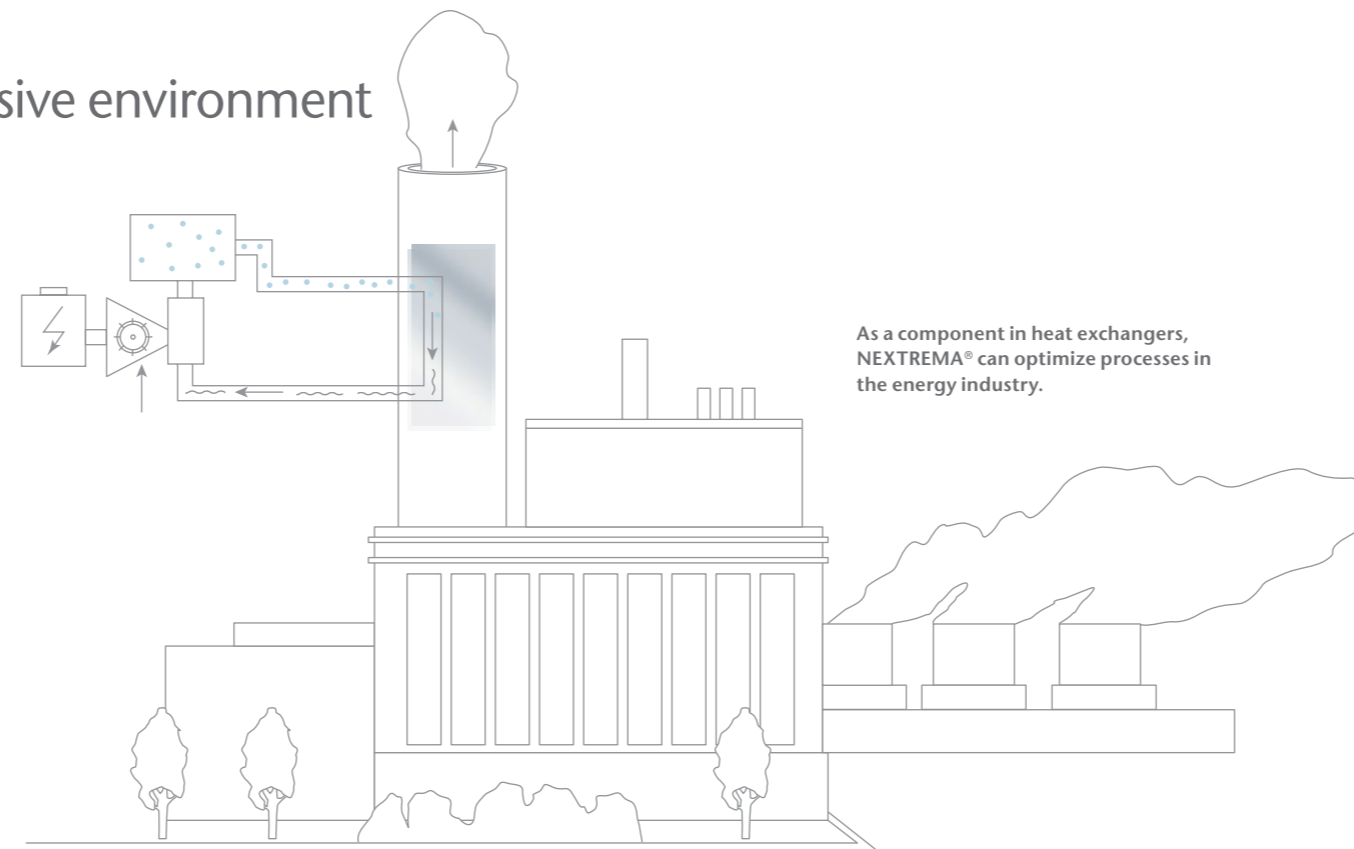 sive environment
As a component in heat exchangers,
NEXTREMA® can optimize processes in
the energy industry.